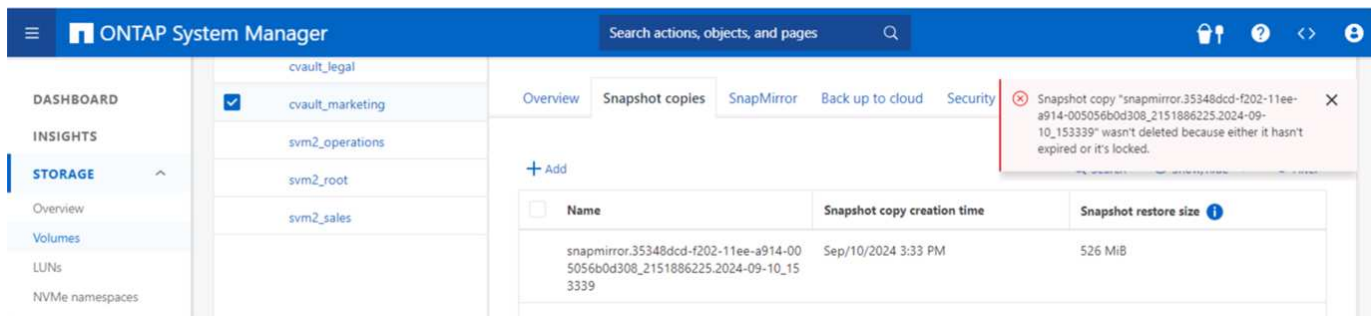 ONTAP System Manager
Search actions, objects, and pages
cvault_legal
DASHBOARD
cvault_marketing
INSIGHTS
svm2_operations
STORAGE
svm2_root
Overview
svm2_sales
Volumes
LUNs
NVMe namespaces
Overview
Snapshot copies
SnapMirror
Back up to cloud
Security
Snapshot copy "snapmirror.35348dcd-f202-11ee-
a914-005056b0d308_2151886225.2024-09-
10_153339" wasn't deleted because either it hasn't
expired or it's locked.
Add
Name
Snapshot copy creation time
Snapshot restore size
snapmirror.35348dcd-f202-11ee-a914-00
5056b0d308_2151886225.2024-09-10_15
3339
Sep/10/2024 3:33 PM
526 MiB